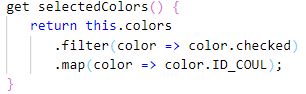 get selectedColors() {
return this.colors
.filter(color => color.checked)
.map(color => color.ID_COUL);
}